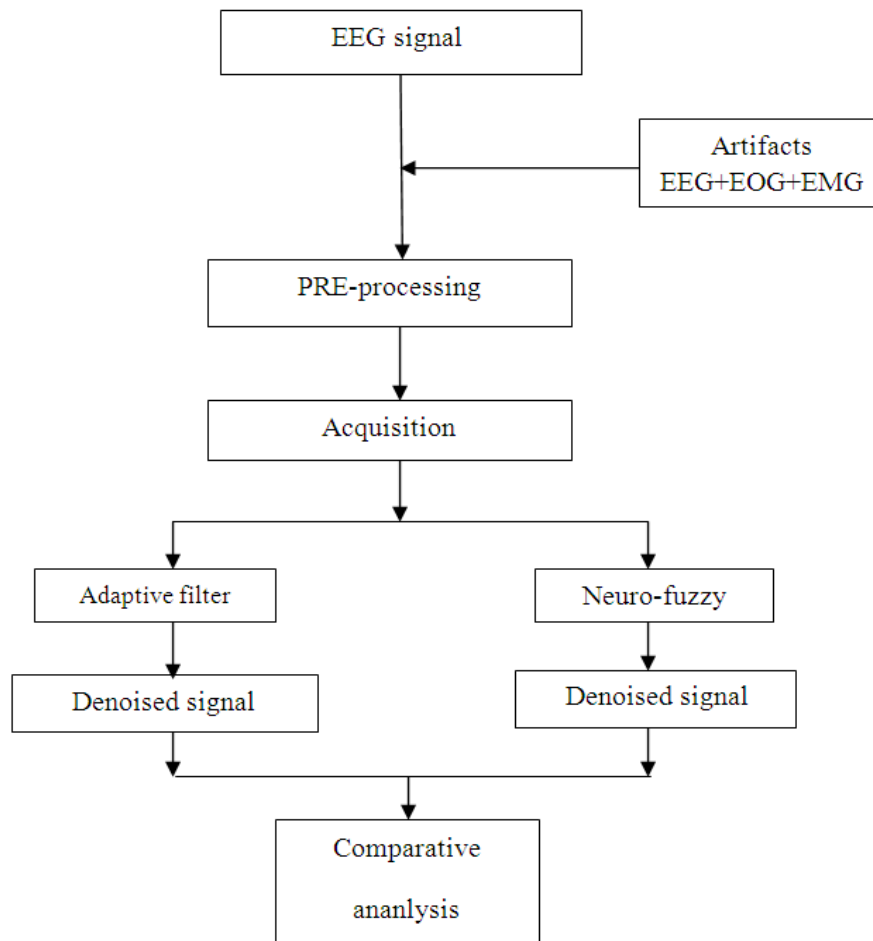 EEG signal
Artifacts
EEG+EOG+EMG
PRE-processing
Acquisition
Adaptive filter
Neuro-fuzzy
Denoised signal
Denoised signal
Comparative
ananlysis